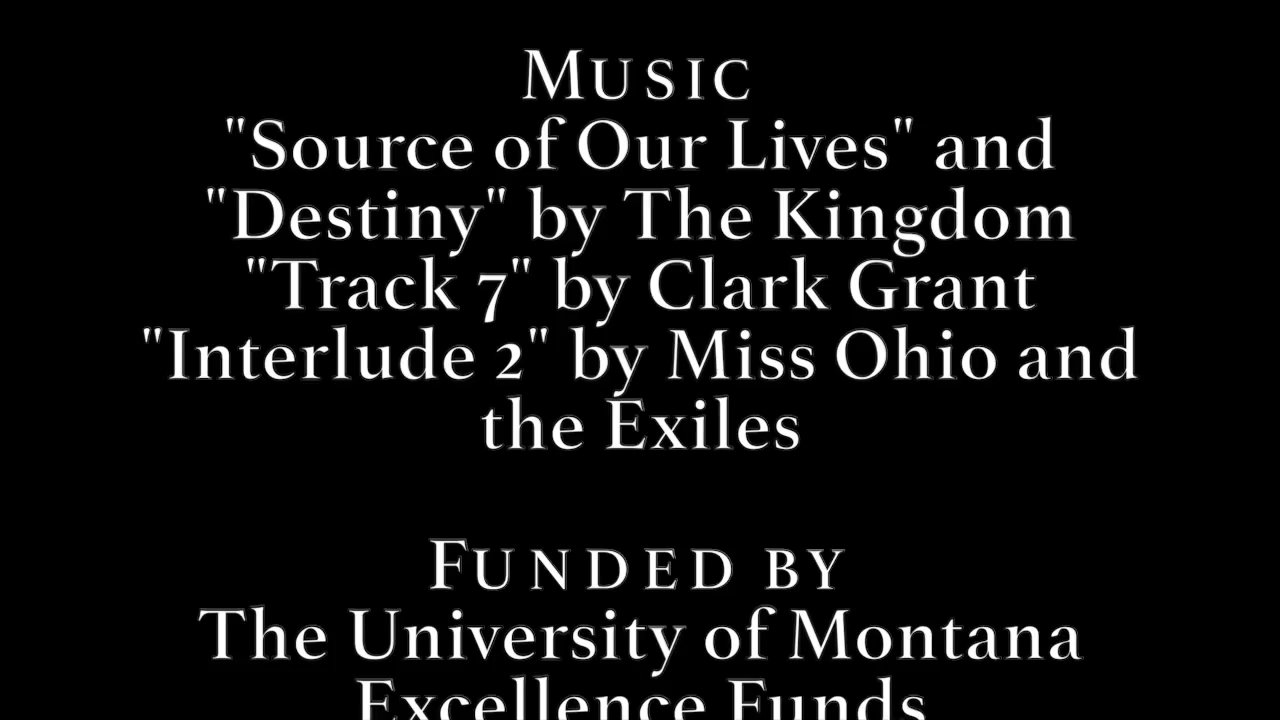 Music
"Source of Our Lives" and
"Destiny" by The Kingdom
"Track 7" by Clark Grant
"Interlude 2" by Miss Ohio and
the Exiles
Funded by
The University of Montana
Excellence Funds